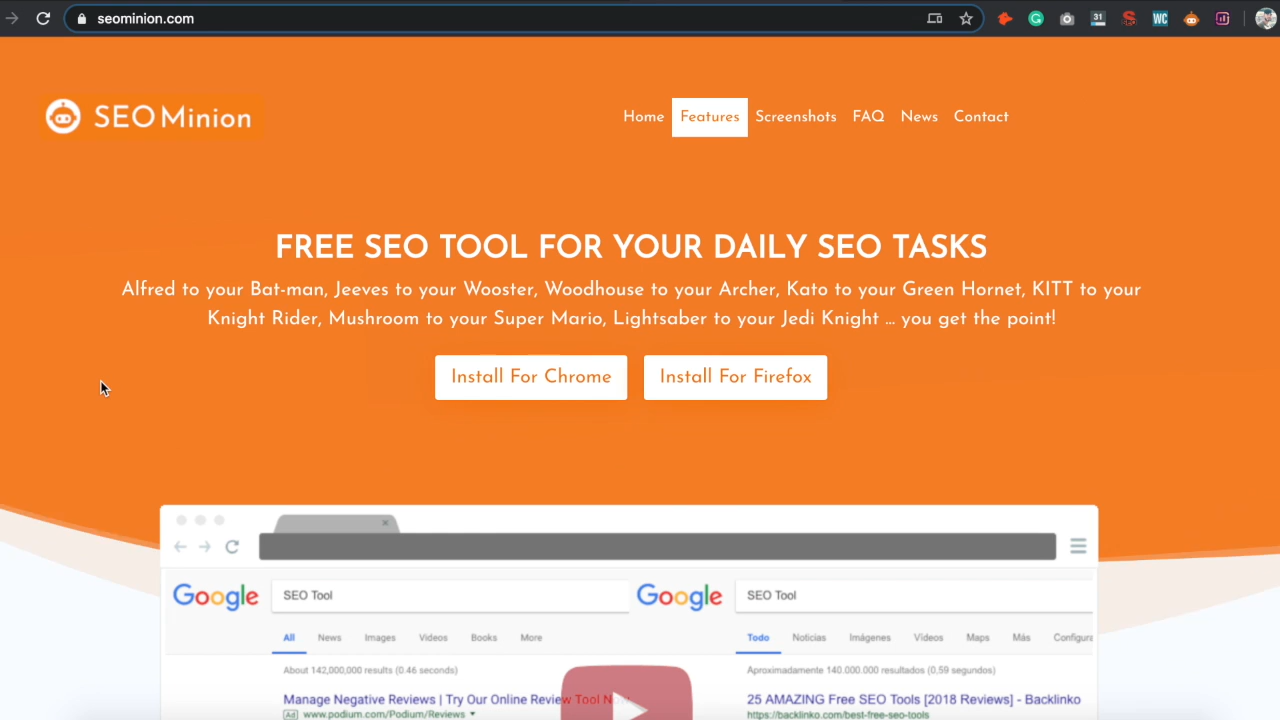 seominion.com
31
WC
SEO Minion
Home Features Screenshots FAQ News Contact
FREE SEO TOOL FOR YOUR DAILY SEO TASKS
Alfred to your Bat-man, Jeeves to your Wooster, Woodhouse to your Archer, Kato to your Green Hornet, KITT to your
Knight Rider, Mushroom to your Super Mario, Lightsaber to your Jedi Knight ... you get the point!
Install For Chrome Install For Firefox
Google SEO Tool
All News Images Videos Books More
About 142,000,000 results (0.46 seconds)
Manage Negative Reviews | Try Our Online Review Tool
Ad www.podium.com/Podium/Reviews
Google SEO Tool
Todo Noticias Imágenes Vídeos Maps Más
Aproximadamente 140.000.000 resultados (0,59 segundos)
25 AMAZING Free SEO Tools [2018 Reviews] - Backlinko
https://backlinko.com/best-free-seo-tools